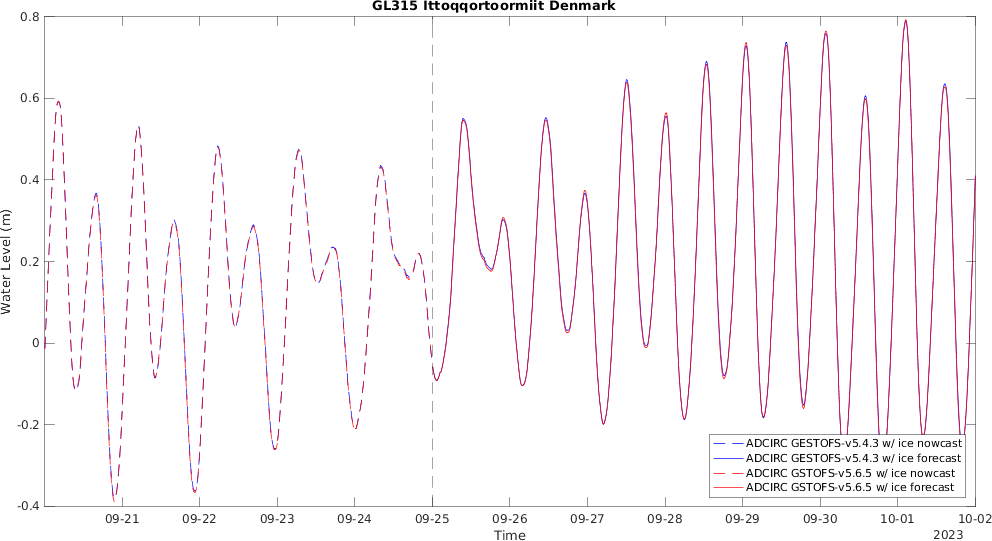 GL315 Ittoqqortoormiit Denmark
0.8
0.6
0.4
0.2
0
-0.2
-0.4
Water Level (m)
ADCIRC GESTOFS-v5.4.3 w/ ice nowcast
ADCIRC GESTOFS-v5.4.3 w/ ice forecast
ADCIRC GSTOFS-v5.6.5 w/ ice nowcast
ADCIRC GSTOFS-v5.6.5 w/ ice forecast
09-21 09-22 09-23 09-24 09-25 09-26 09-27 09-28 09-29 09-30 10-01 10-02
Time
2023